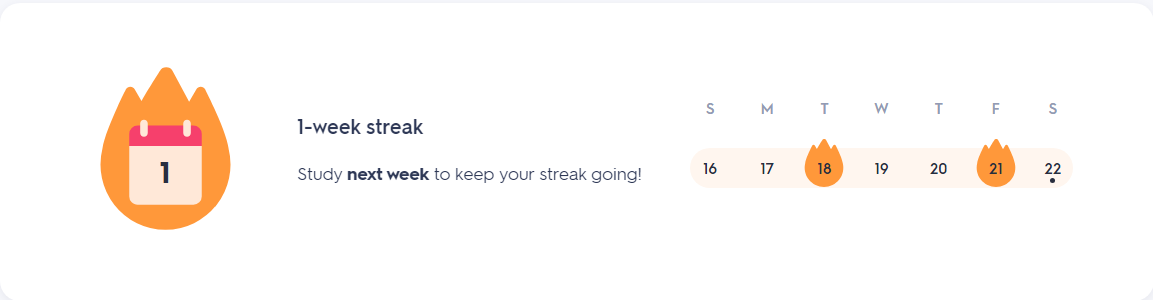 1
1-week streak
Study next week to keep your streak going!
S M T W T F S
16 17 18 19 20 21 22